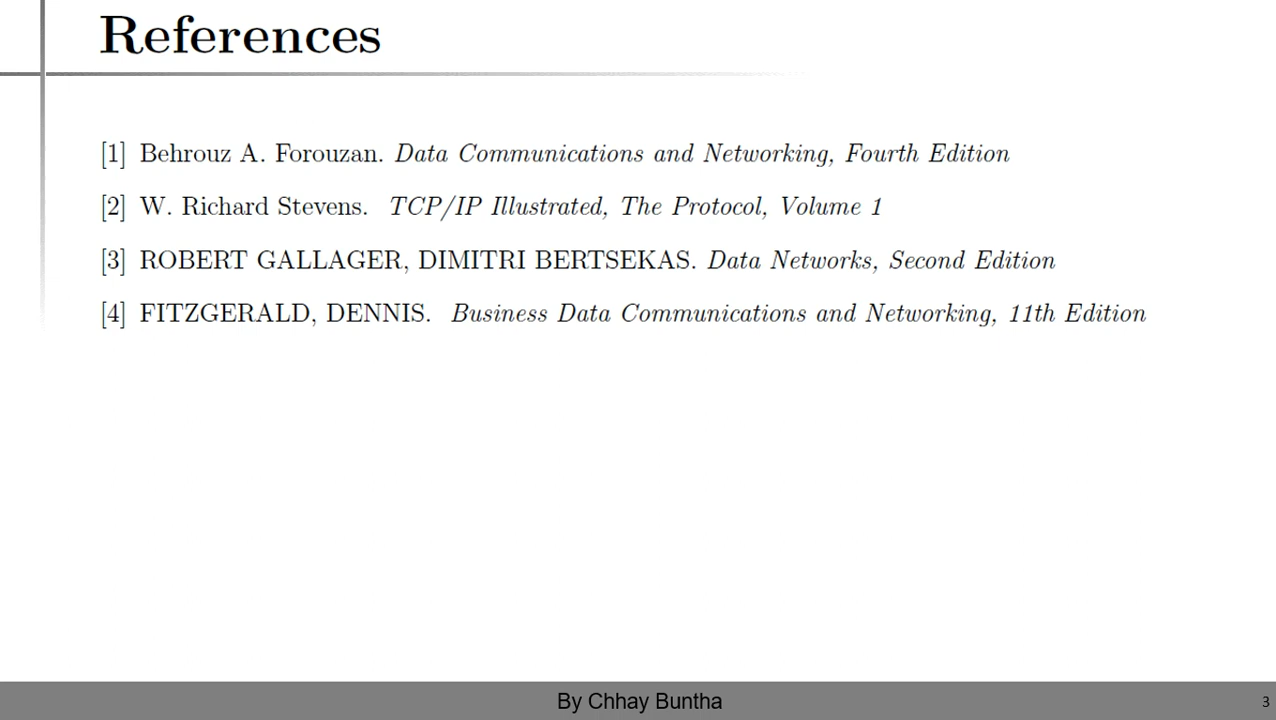 References
[1] Behrouz A. Forouzan. Data Communications and Networking, Fourth Edition
[2] W. Richard Stevens. TCP/IP Illustrated, The Protocol, Volume 1
[3] ROBERT GALLAGER, DIMITRI BERTSEKAS. Data Networks, Second Edition
[4] FITZGERALD, DENNIS. Business Data Communications and Networking, 11th Edition
By Chhay Buntha
3